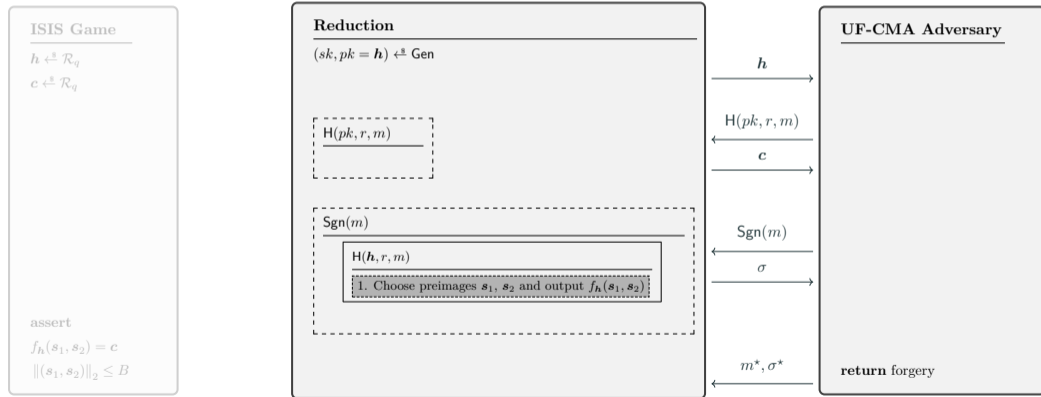 ISIS Game
h ←$ R_q
c ←$ R_q
assert
f_h(s_1, s_2) = c
‖(s_1, s_2)‖_2 ≤ B
Reduction
(sk, pk = h) ←$ Gen
H(pk, r, m)
Sgn(m)
H(h, r, m)
1. Choose preimages s_1, s_2 and output f_h(s_1, s_2)
h
H(pk, r, m)
c
Sgn(m)
σ
m*, σ*
UF-CMA Adversary
return forgery